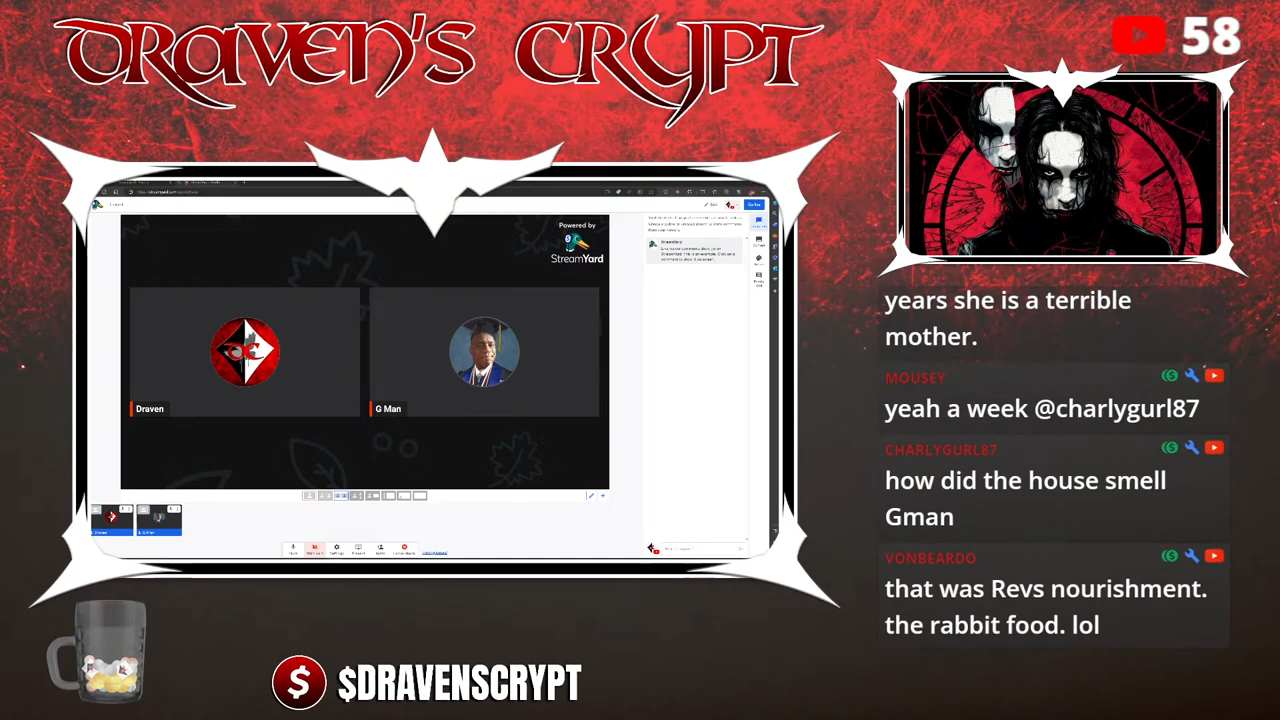 DRAVEN'S CRYPT
58
Powered by
StreamYard
Draven
G Man
years she is a terrible
mother.
MOUSEY
yeah a week @charlygurl87
CHARLYGURL87
how did the house smell
Gman
VONBEARDO
that was Revs nourishment.
the rabbit food. lol
$ $DRAVENSCRYPT